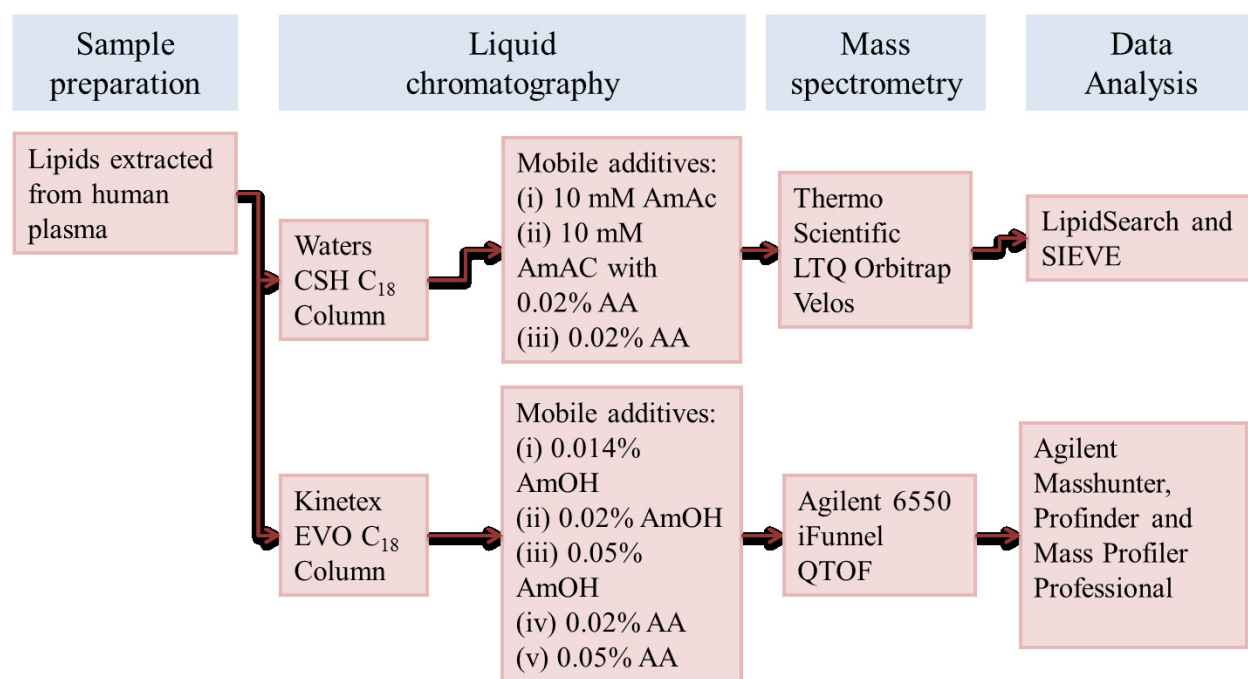 Sample
preparation
Liquid
chromatography
Mass
spectrometry
Data
Analysis
Lipids extracted
from human
plasma
Waters
CSH C₁₈
Column
Mobile additives:
(i) 10 mM AmAc
(ii) 10 mM
AmAC with
0.02% AA
(iii) 0.02% AA
Thermo
Scientific
LTQ Orbitrap
Velos
LipidSearch and
SIEVE
Kinetex
EVO C₁₈
Column
Mobile additives:
(i) 0.014%
AmOH
(ii) 0.02% AmOH
(iii) 0.05%
AmOH
(iv) 0.02% AA
(v) 0.05% AA
Agilent 6550
iFunnel
QTOF
Agilent
Masshunter,
Profinder and
Mass Profiler
Professional